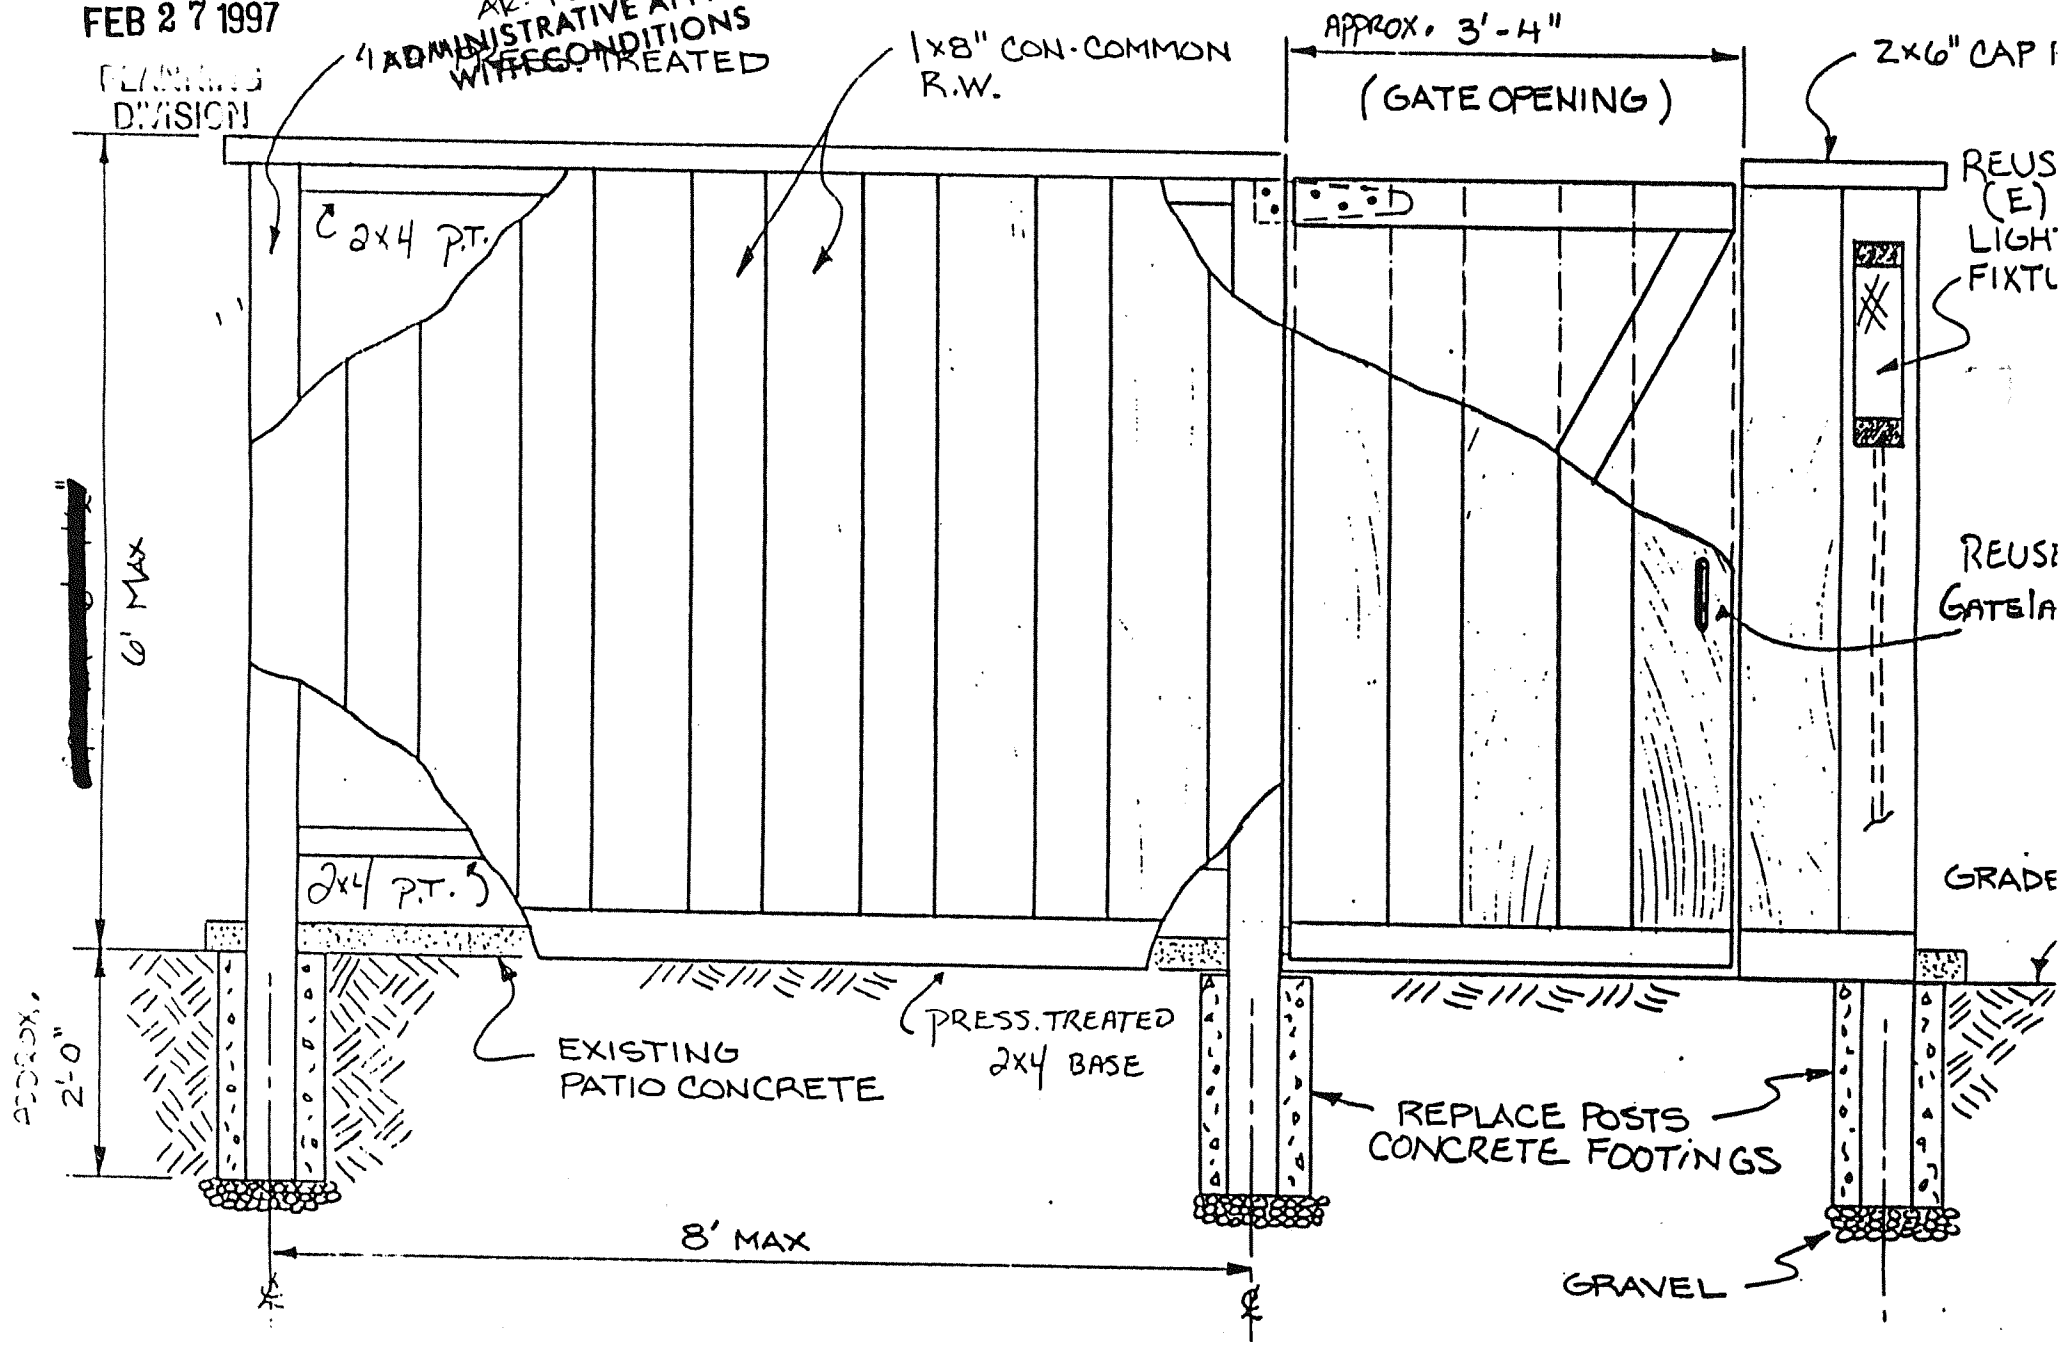 FEB 27 1997
PLANNING
DIVISION
ADMINISTRATIVE
WITH CONDITIONS
TREATED
1x8" CON. COMMON
R.W.
APPROX. 3'-4"
(GATE OPENING)
2x6" CAP
REUS
(E)
LIGHT
FIXTU
2x4 P.T.
6' MAX
REUSE
GATELA
2x4 P.T.
GRADE
APPROX.
2'-0"
EXISTING
PATIO CONCRETE
PRESS. TREATED
2x4 BASE
REPLACE POSTS
CONCRETE FOOTINGS
8' MAX
GRAVEL